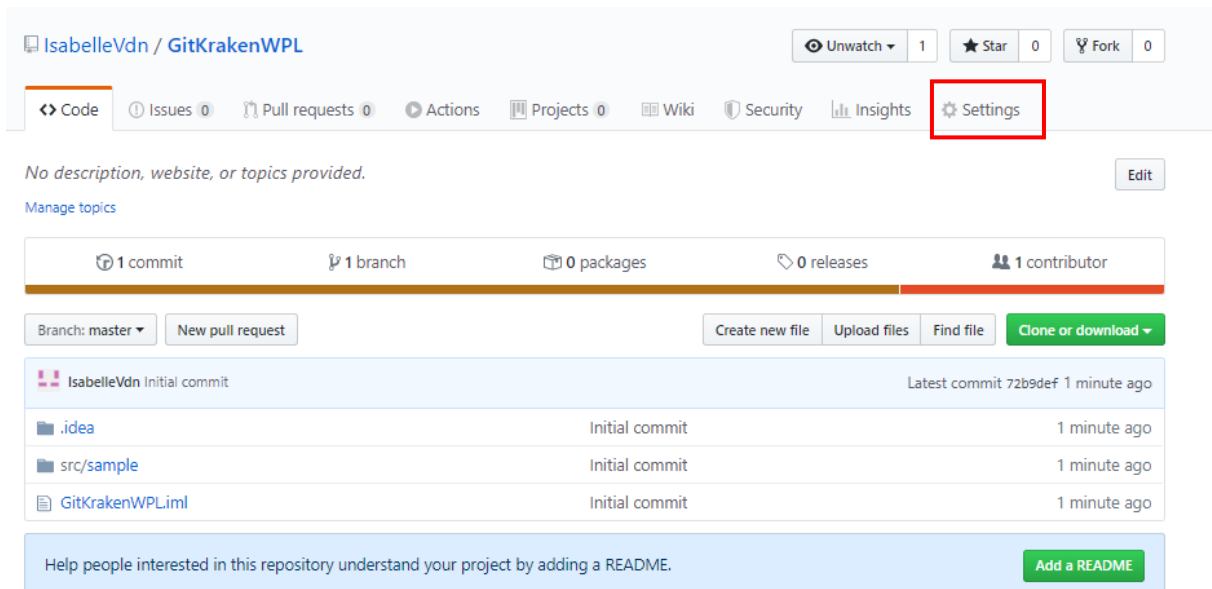 IsabelleVdn / GitKrakenWPL
Unwatch 1 Star 0 Fork 0
Code Issues 0 Pull requests 0 Actions Projects 0 Wiki Security Insights Settings
No description, website, or topics provided. Edit
Manage topics
1 commit 1 branch 0 packages 0 releases 1 contributor
Branch: master New pull request Create new file Upload files Find file Clone or download
IsabelleVdn Initial commit Latest commit 72b9def 1 minute ago
.idea Initial commit 1 minute ago
src/sample Initial commit 1 minute ago
GitKrakenWPL.iml Initial commit 1 minute ago
Help people interested in this repository understand your project by adding a README. Add a README